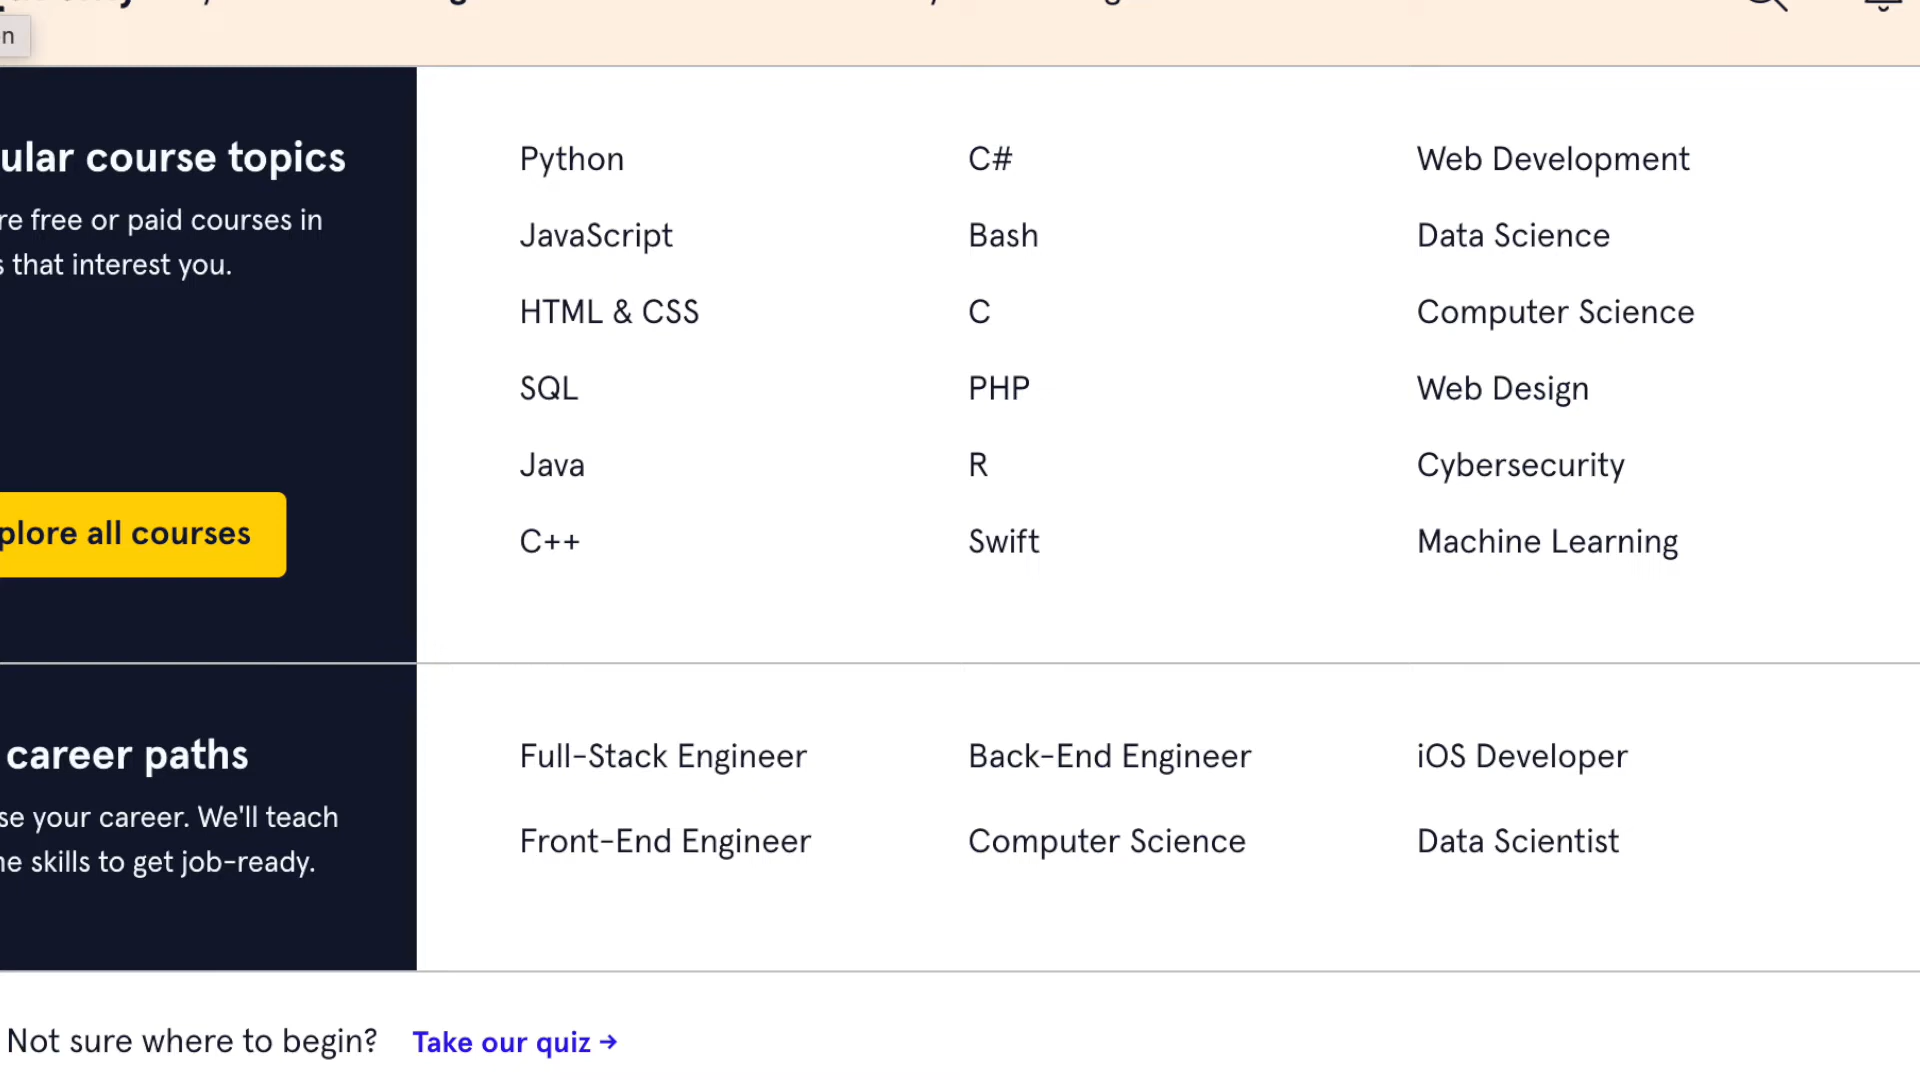 n
ular course topics
re free or paid courses in
s that interest you.
plore all courses
Python
JavaScript
HTML & CSS
SQL
Java
C++
C#
Bash
C
PHP
R
Swift
Web Development
Data Science
Computer Science
Web Design
Cybersecurity
Machine Learning
career paths
se your career. We'll teach
ne skills to get job-ready.
Full-Stack Engineer
Front-End Engineer
Back-End Engineer
Computer Science
iOS Developer
Data Scientist
Not sure where to begin? Take our quiz →